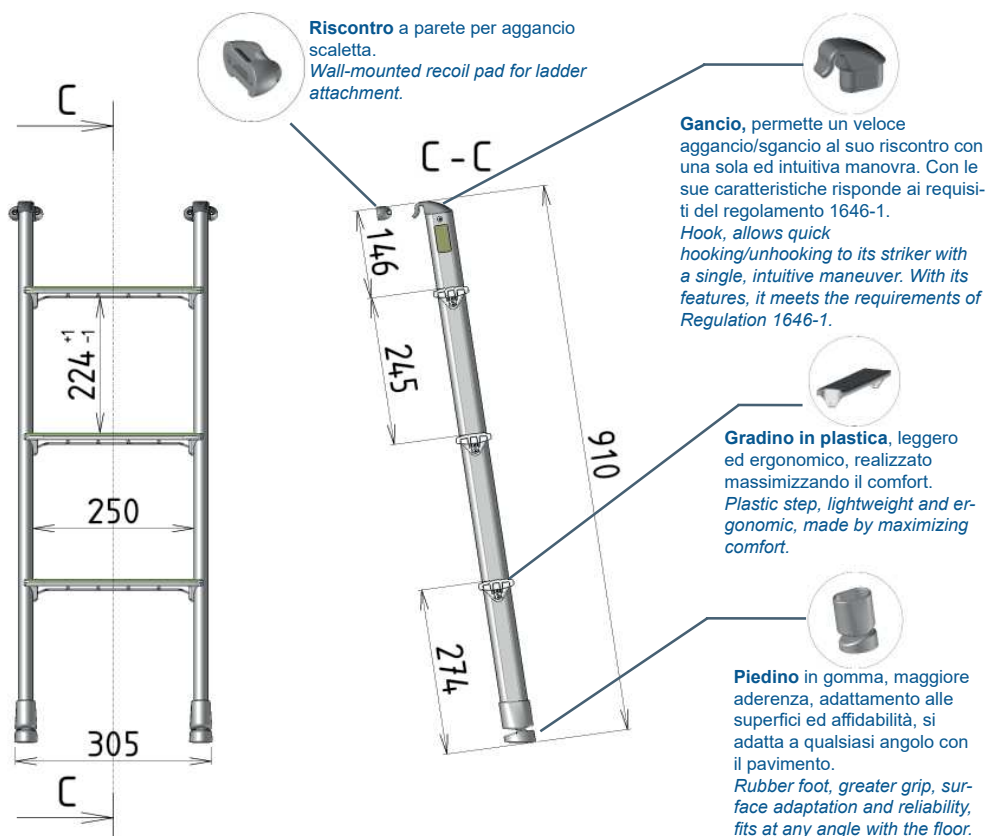 Riscontro a parete per aggancio
scaletta.
Wall-mounted recoil pad for ladder
attachment.
C
C - C
Gancio, permette un veloce
aggancio/sgancio al suo riscontro con
una sola ed intuitiva manovra. Con le
sue caratteristiche risponde ai requisi-
ti del regolamento 1646-1.
Hook, allows quick
hooking/unhooking to its striker with
a single, intuitive maneuver. With its
features, it meets the requirements of
Regulation 1646-1.
146
224 +1 -1
245
910
250
Gradino in plastica, leggero
ed ergonomico, realizzato
massimizzando il comfort.
Plastic step, lightweight and er-
gonomic, made by maximizing
comfort.
274
305
C
Piedino in gomma, maggiore
aderenza, adattamento alle
superfici ed affidabilità, si
adatta a qualsiasi angolo con
il pavimento.
Rubber foot, greater grip, sur-
face adaptation and reliability,
fits at any angle with the floor.